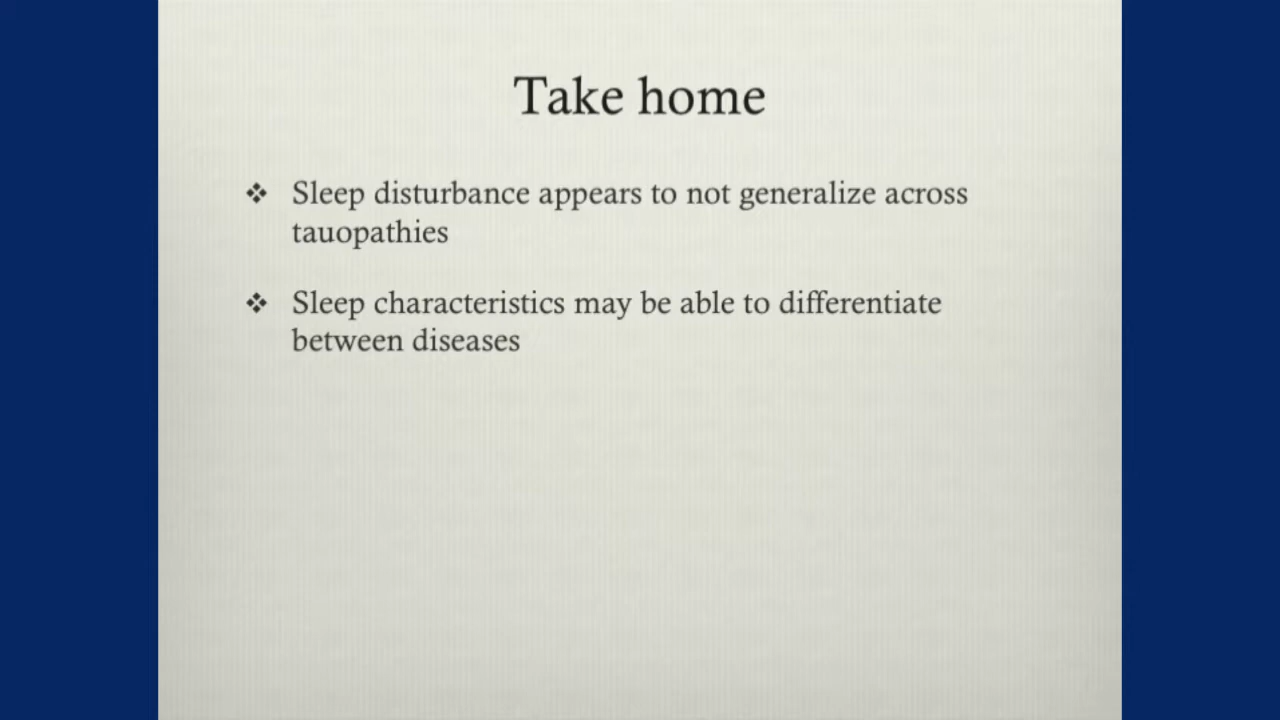 Take home
❖ Sleep disturbance appears to not generalize across
tauopathies
❖ Sleep characteristics may be able to differentiate
between diseases